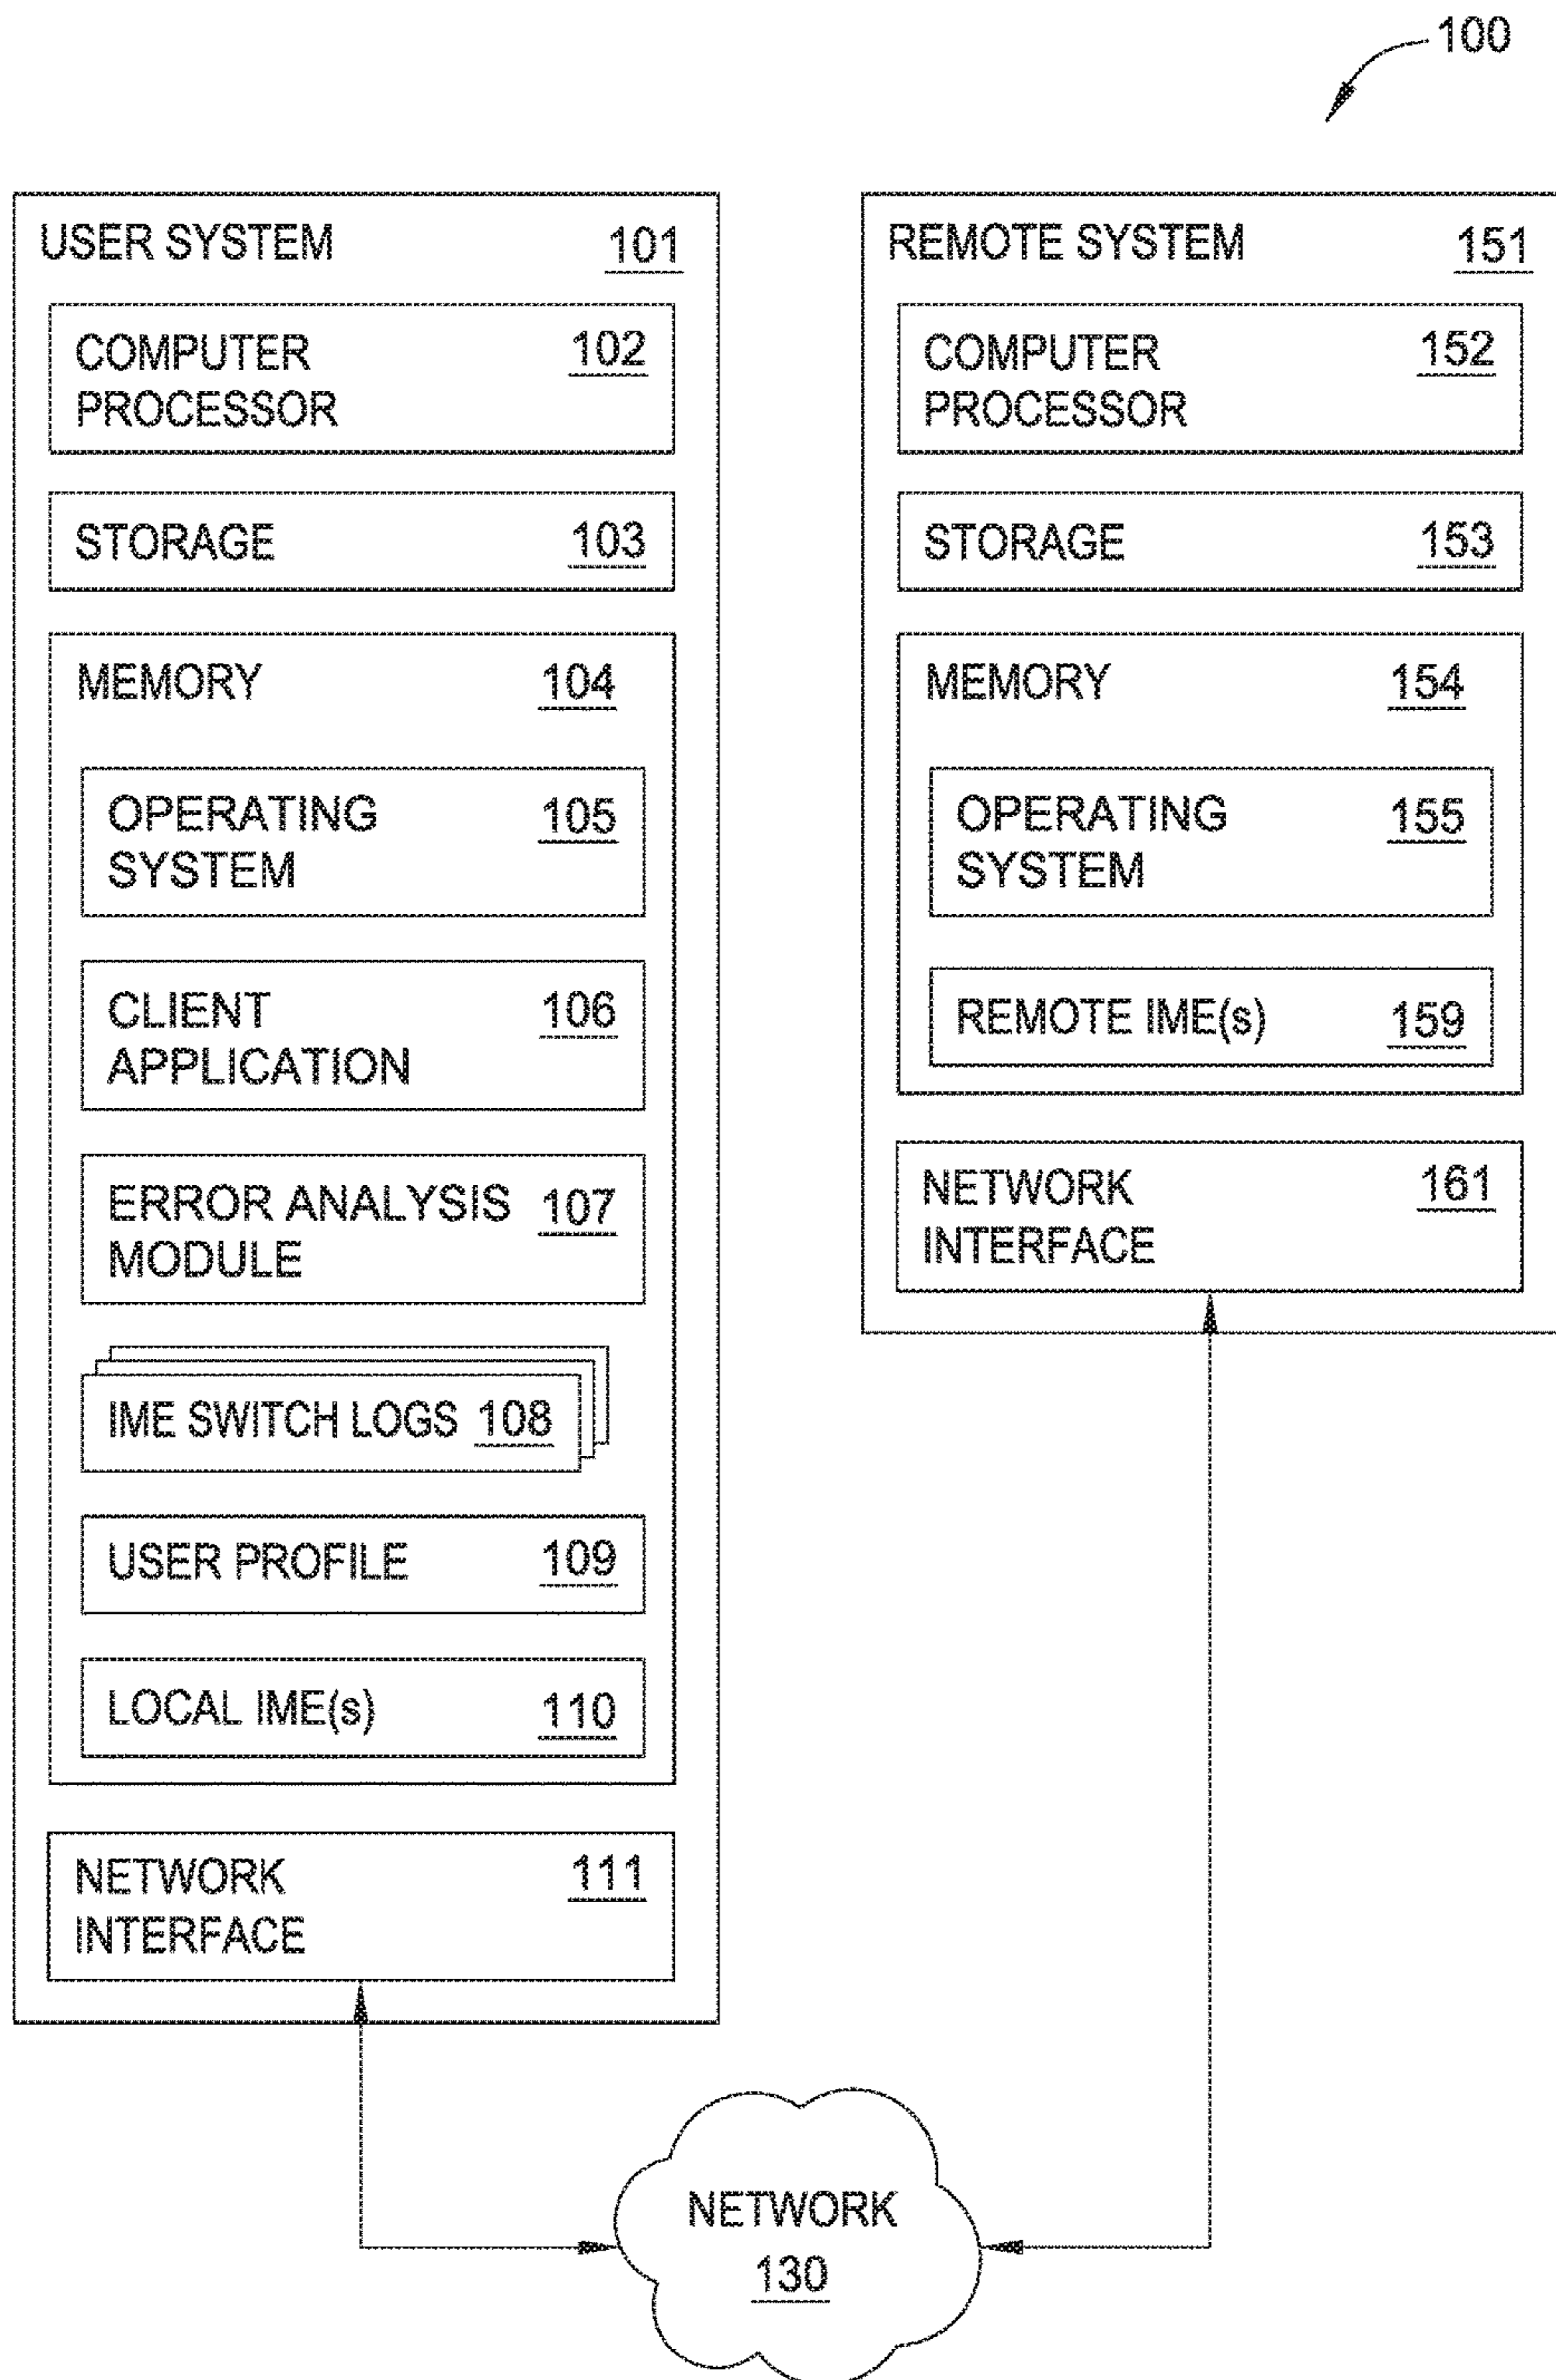 100
USER SYSTEM 101
COMPUTER PROCESSOR 102
STORAGE 103
MEMORY 104
OPERATING SYSTEM 105
CLIENT APPLICATION 106
ERROR ANALYSIS MODULE 107
IME SWITCH LOGS 108
USER PROFILE 109
LOCAL IME(s) 110
NETWORK INTERFACE 111
REMOTE SYSTEM 151
COMPUTER PROCESSOR 152
STORAGE 153
MEMORY 154
OPERATING SYSTEM 155
REMOTE IME(s) 159
NETWORK INTERFACE 161
NETWORK
130